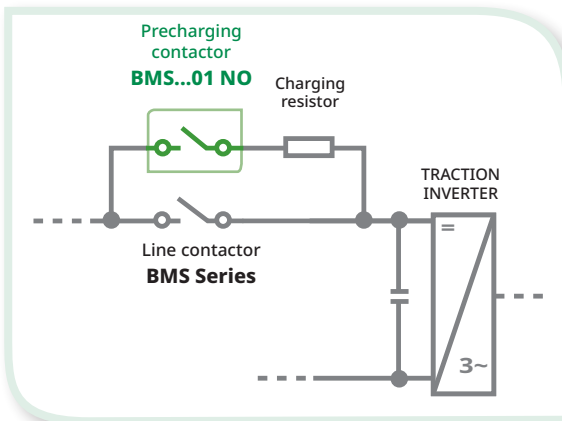 Precharging
contactor
BMS...01 NO
Charging
resistor
TRACTION
INVERTER
Line contactor
BMS Series
=
3~